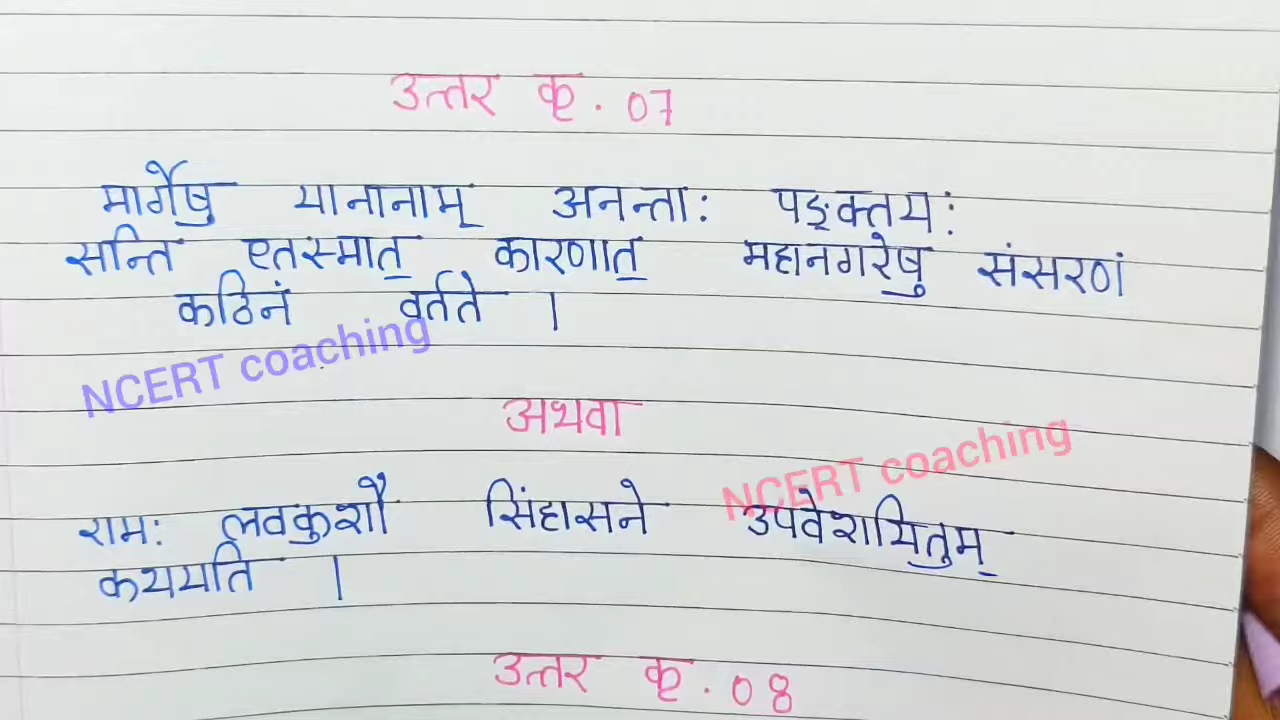 उत्तर कृ. 07
मार्गेषु यानानाम् अनन्ताः पङ्क्तयः
सन्ति एतस्मात् कारणात् महानगरेषु संसरणं
कठिनं वर्तते ।
NCERT coaching
अथवा
NCERT coaching
रामः लवकुशौ सिंहासने उपवेशयितुम्
कथयति ।
उत्तर कृ. 08